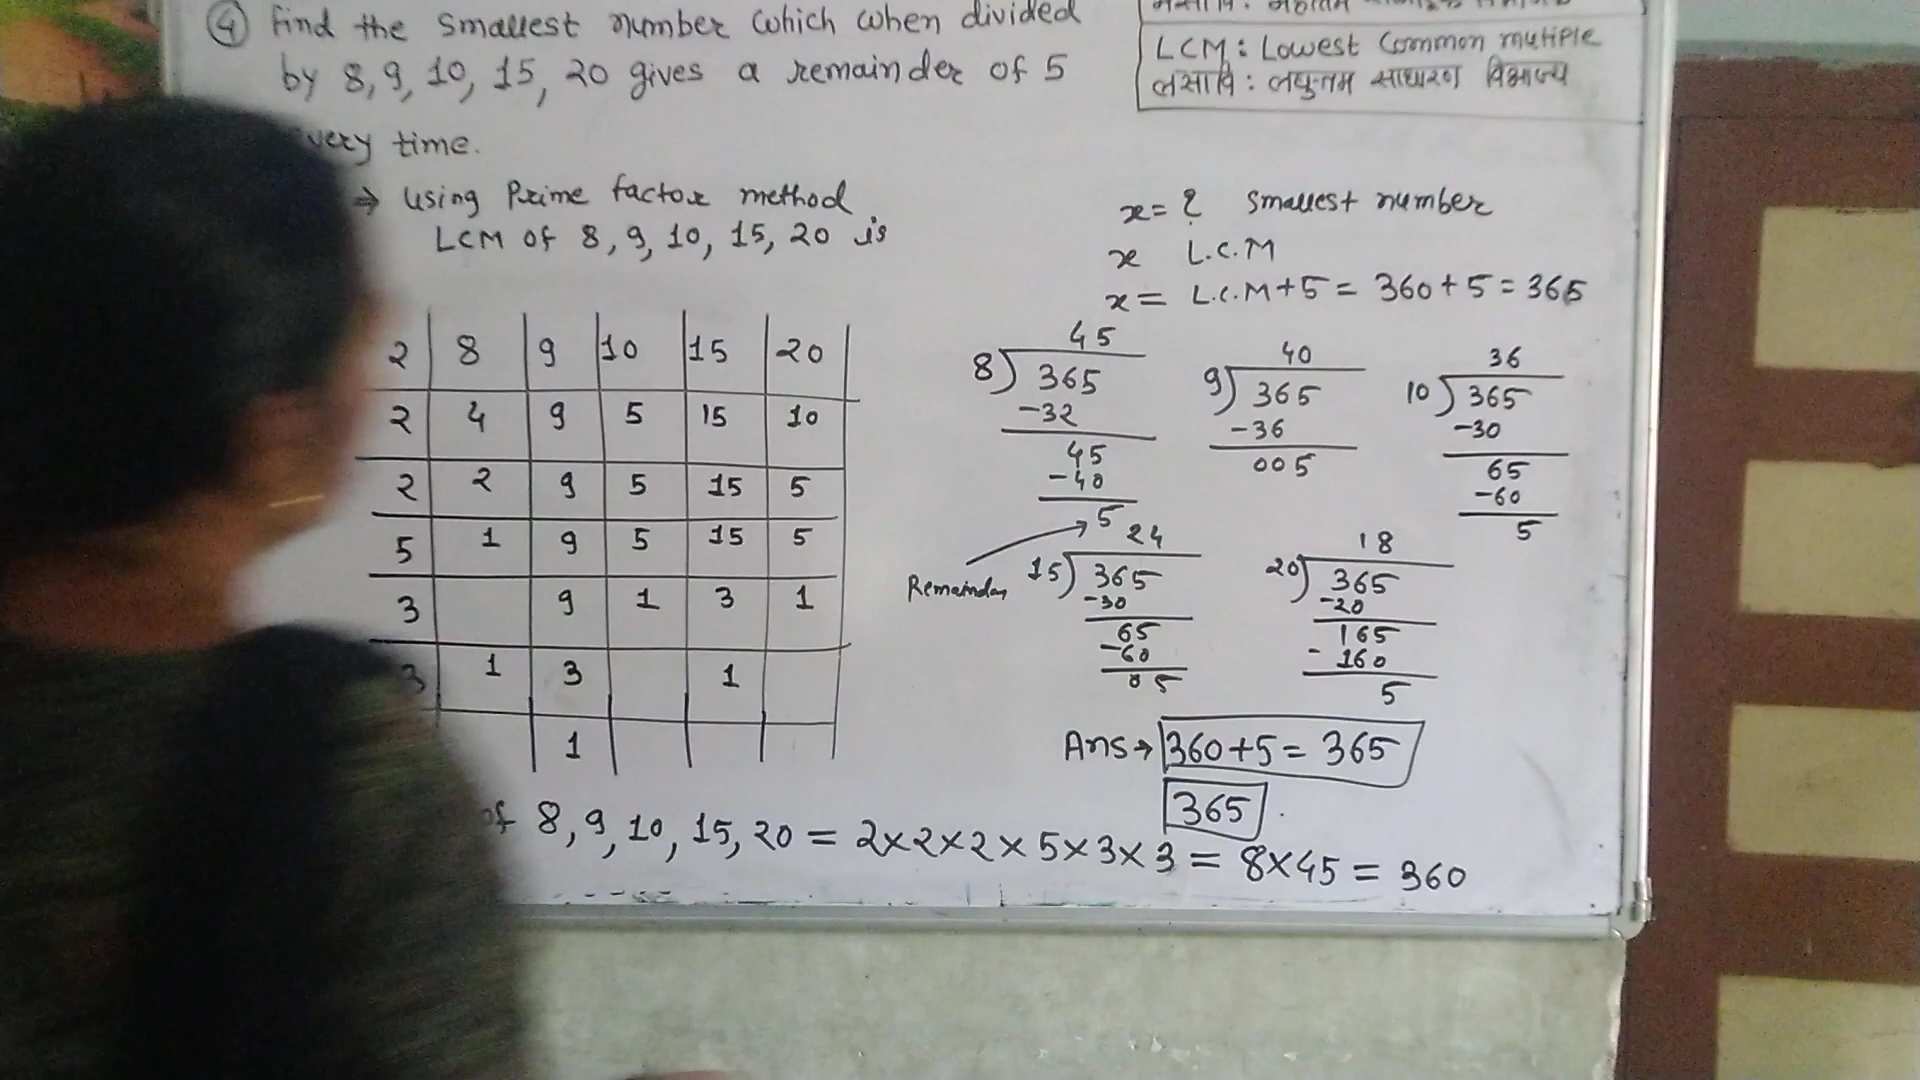 ④ Find the smallest number which when divided
by 8, 9, 10, 15, 20 gives a remainder of 5
very time.
LCM: Lowest Common mutiple
लसावि: लघुतम साधारण विभाज्य
⇒ using Prime factor method
LCM of 8, 9, 10, 15, 20 is
2 8 9 10 15 20
2 4 9 5 15 10
2 2 9 5 15 5
5 1 9 5 15 5
3 9 1 3 1
3 1 3 1
1
x = ? smallest number
x L.C.M
x = L.C.M + 5 = 360 + 5 = 365
45
8) 365
-32
45
-40
5
Remainder
40
9) 365
-36
005
36
10) 365
-30
65
-60
5
24
15) 365
-30
65
-60
05
18
20) 365
-20
165
-160
5
Ans → 360+5 = 365
365
of 8, 9, 10, 15, 20 = 2×2×2×5×3×3 = 8×45 = 360